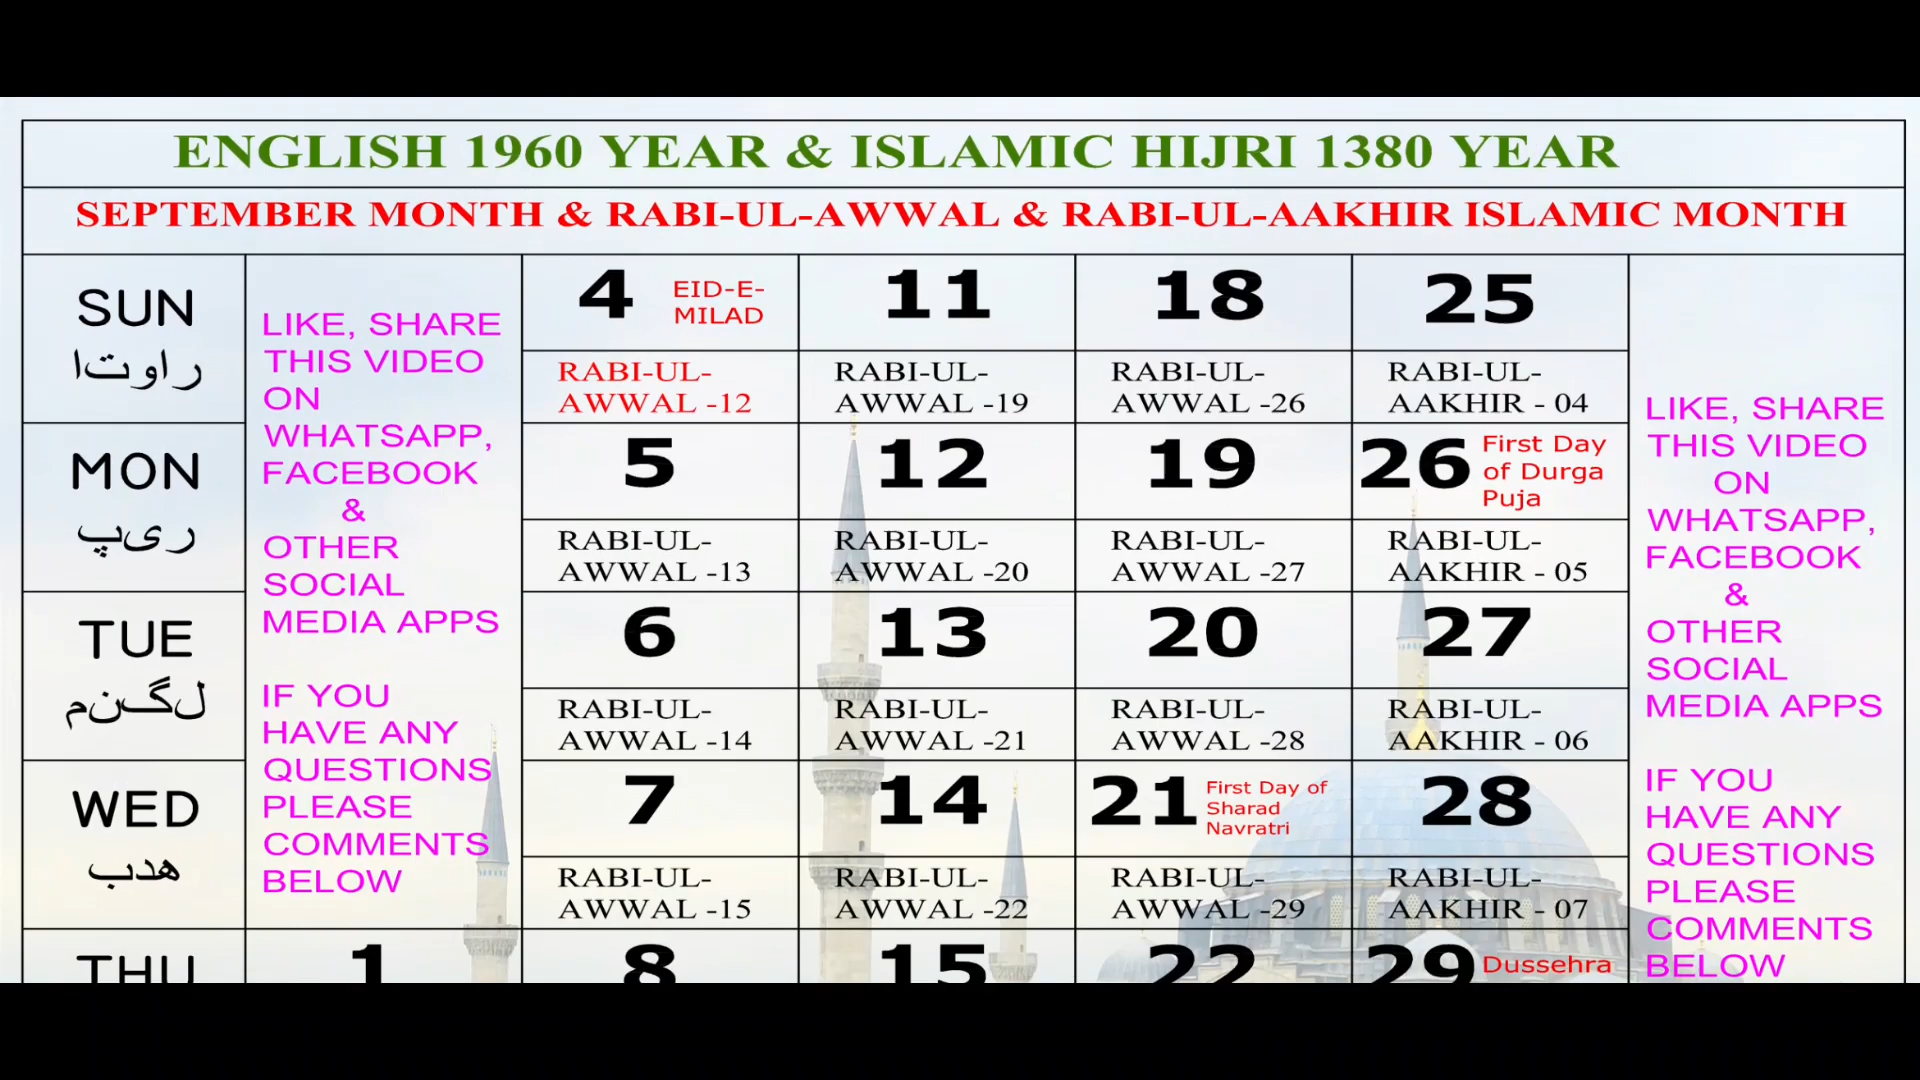 ENGLISH 1960 YEAR & ISLAMIC HIJRI 1380 YEAR
SEPTEMBER MONTH & RABI-UL-AWWAL & RABI-UL-AAKHIR ISLAMIC MONTH
SUN
اتوار
LIKE, SHARE
THIS VIDEO
ON
WHATSAPP,
FACEBOOK
&
OTHER
SOCIAL
MEDIA APPS
IF YOU
HAVE ANY
QUESTIONS
PLEASE
COMMENTS
BELOW
4 EID-E-
MILAD
11
18
25
RABI-UL-
AWWAL -12
RABI-UL-
AWWAL -19
RABI-UL-
AWWAL -26
RABI-UL-
AAKHIR - 04
MON
پیر
5
12
19
26 First Day
of Durga
Puja
RABI-UL-
AWWAL -13
RABI-UL-
AWWAL -20
RABI-UL-
AWWAL -27
RABI-UL-
AAKHIR - 05
TUE
منگل
6
13
20
27
RABI-UL-
AWWAL -14
RABI-UL-
AWWAL -21
RABI-UL-
AWWAL -28
RABI-UL-
AAKHIR - 06
WED
بدھ
7
14
21 First Day of
Sharad
Navratri
28
RABI-UL-
AWWAL -15
RABI-UL-
AWWAL -22
RABI-UL-
AWWAL -29
RABI-UL-
AAKHIR - 07
THU
1
8
15
22
29 Dussehra
LIKE, SHARE
THIS VIDEO
ON
WHATSAPP,
FACEBOOK
&
OTHER
SOCIAL
MEDIA APPS
IF YOU
HAVE ANY
QUESTIONS
PLEASE
COMMENTS
BELOW